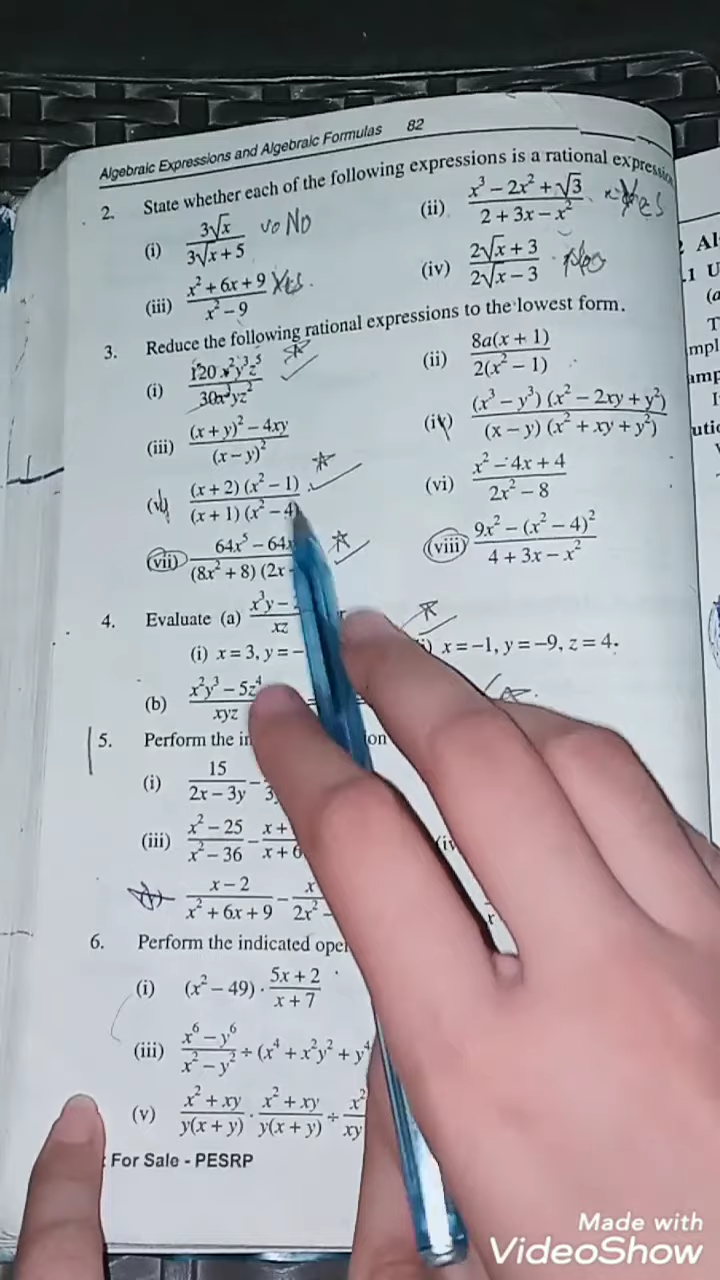 Algebraic Expressions and Algebraic Formulas 82
2. State whether each of the following expressions is a rational
(i) 3√x / 3√x + 5 No (ii) x³ − 2x² + √3 / 2 + 3x − x² Yes
(iii) x² + 6x + 9 / x² − 9 Yes. (iv) 2√x + 3 / 2√x − 3 No
3. Reduce the following rational expressions to the lowest form.
(i) 120 x²y³z⁵ / 30x³yz² (ii) 8a(x + 1) / 2(x² − 1)
(iii) (x + y)² − 4xy / (x − y)² (iv) (x³ − y³) (x² − 2xy + y²) / (x − y) (x² + xy + y²)
(v) (x + 2) (x² − 1) / (x + 1) (x² − 4) (vi) x² − 4x + 4 / 2x² − 8
(vii) 64x⁵ − 64x / (8x² + 8) (2x (viii) 9x² − (x² − 4)² / 4 + 3x − x²
4. Evaluate (a) x³y − / xz
(i) x = 3, y = − ) x = −1, y = −9, z = 4.
(b) x²y³ − 5z⁴ / xyz
5. Perform the
(i) 15 / 2x − 3y −
(iii) x² − 25 / x² − 36 − x + / x + 6 (iv
x − 2 / x² + 6x + 9 − x / 2x² −
6. Perform the indicated
(i) (x² − 49) · 5x + 2 / x + 7
(iii) x⁶ − y⁶ / x² − y² ÷ (x⁴ + x²y² + y⁴
(v) x² + xy / y(x + y) · x² + xy / y(x + y) ÷ x² / xy
For Sale - PESRP
Made with
VideoShow